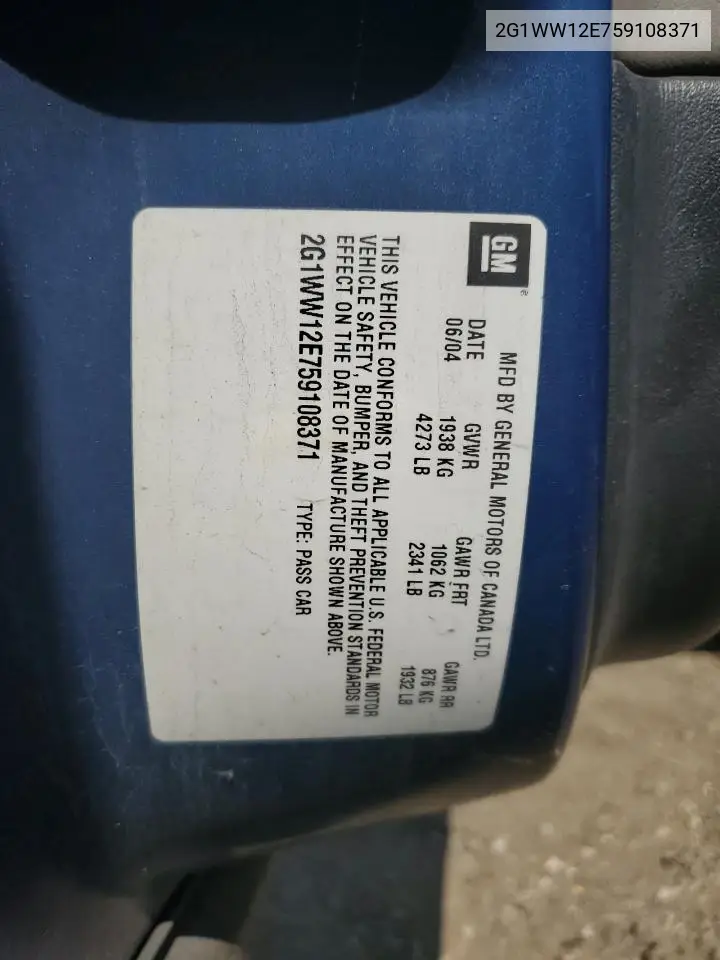 2G1WW12E759108371
GM®
MFD BY GENERAL MOTORS OF CANADA LTD.
DATE GVWR GAWR FRT GAWR RR
06/04 1938 KG 1062 KG 876 KG
4273 LB 2341 LB 1932 LB
THIS VEHICLE CONFORMS TO ALL APPLICABLE U.S. FEDERAL MOTOR
VEHICLE SAFETY, BUMPER, AND THEFT PREVENTION STANDARDS IN
EFFECT ON THE DATE OF MANUFACTURE SHOWN ABOVE.
2G1WW12E759108371 TYPE: PASS CAR